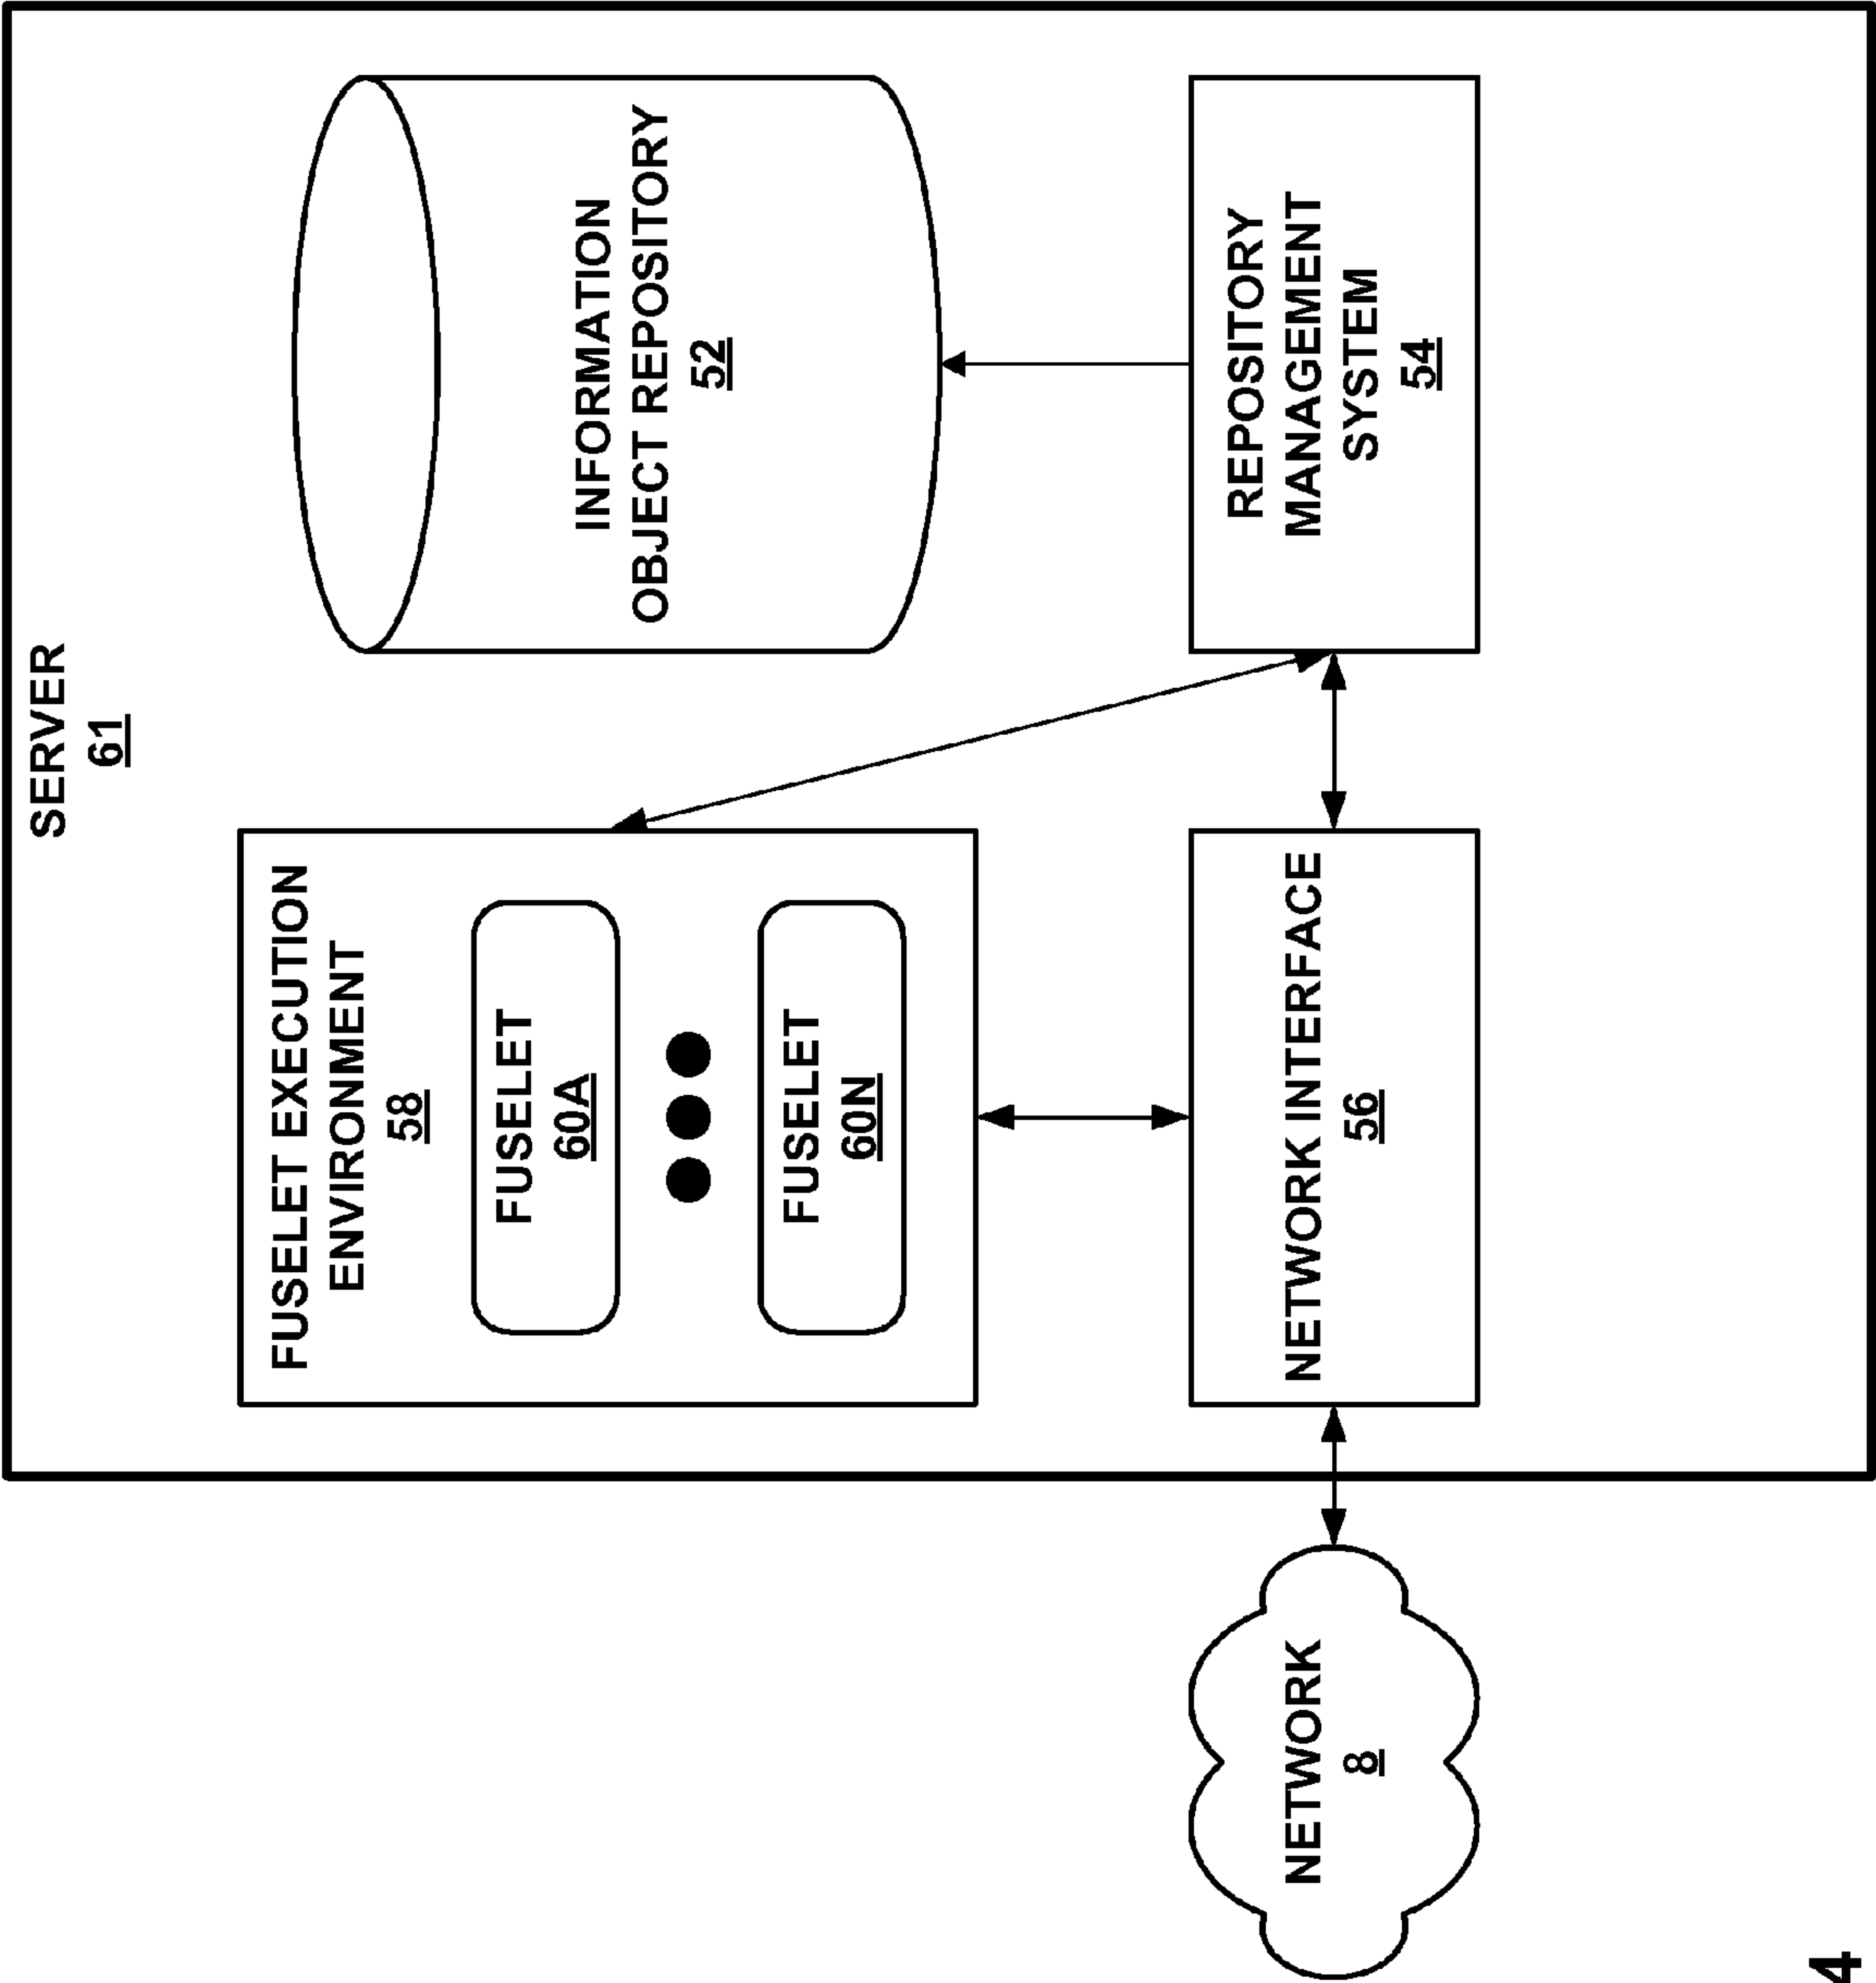 SERVER
61
FUSELET EXECUTION
ENVIRONMENT
58
FUSELET
60A
FUSELET
60N
INFORMATION
OBJECT REPOSITORY
52
NETWORK
8
NETWORK INTERFACE
56
REPOSITORY
MANAGEMENT
SYSTEM
54
4